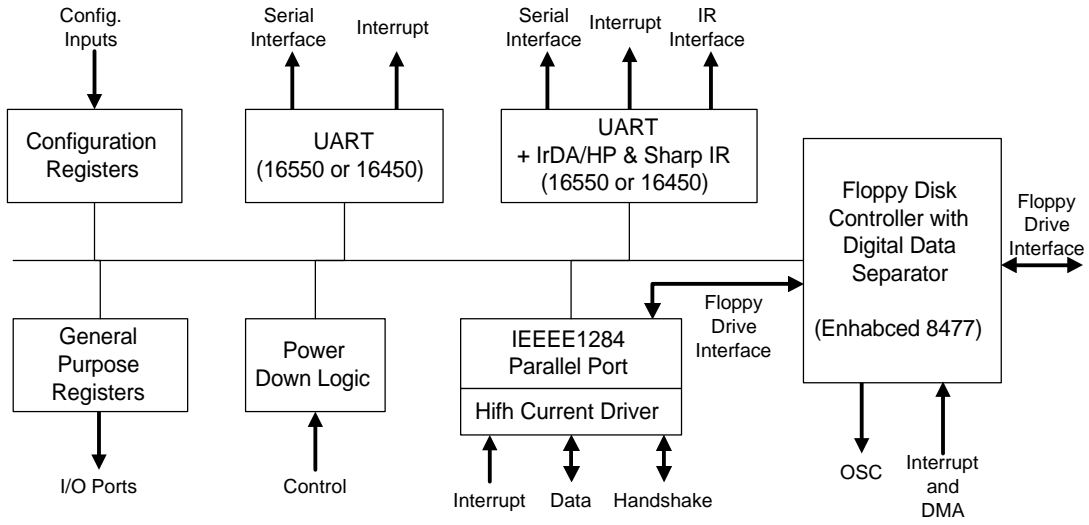 Config.
Inputs
Serial
Interface
Interrupt
Serial
Interface
Interrupt
IR
Interface
Configuration
Registers
UART
(16550 or 16450)
UART
+ IrDA/HP & Sharp IR
(16550 or 16450)
Floppy Disk
Controller with
Digital Data
Separator
(Enhabced 8477)
Floppy
Drive
Interface
General
Purpose
Registers
Power
Down Logic
IEEEE1284
Parallel Port
Hifh Current Driver
Floppy
Drive
Interface
I/O Ports
Control
Interrupt
Data
Handshake
OSC
Interrupt
and
DMA